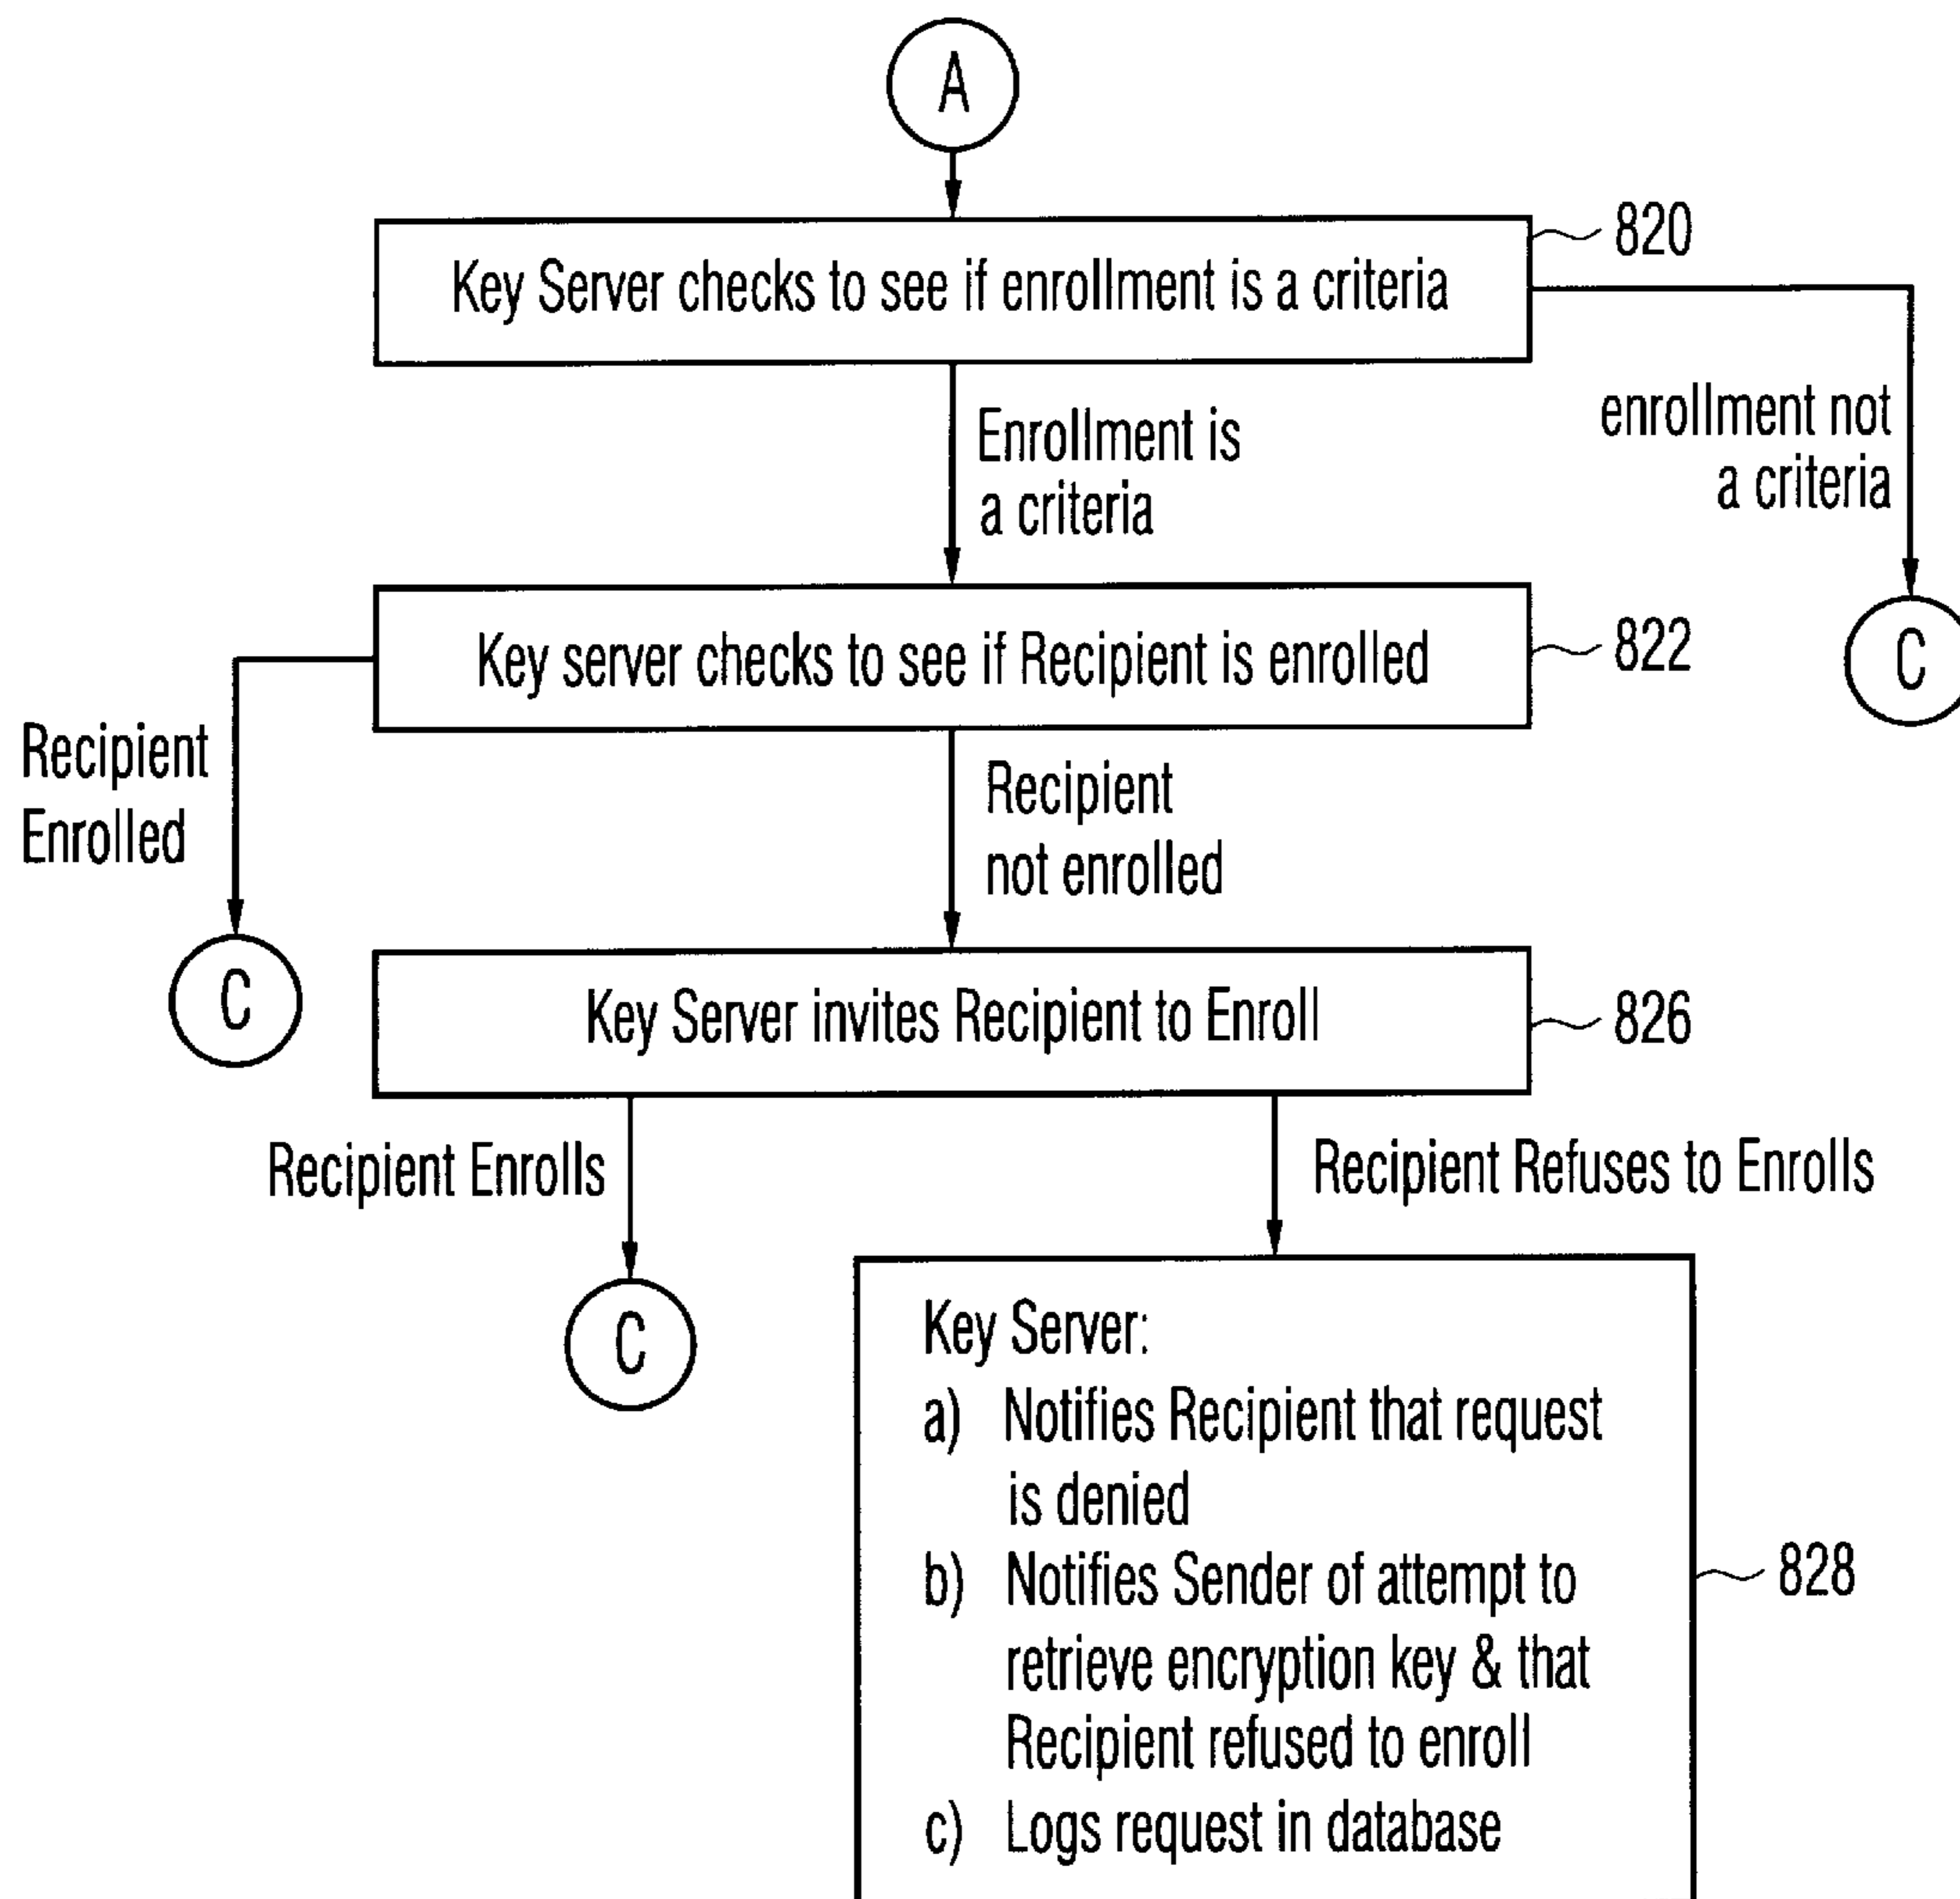 A
Key Server checks to see if enrollment is a criteria
820
Enrollment is
a criteria
enrollment not
a criteria
C
Key server checks to see if Recipient is enrolled
822
Recipient
Enrolled
C
Recipient
not enrolled
Key Server invites Recipient to Enroll
826
Recipient Enrolls
C
Recipient Refuses to Enrolls
Key Server:
a) Notifies Recipient that request
is denied
b) Notifies Sender of attempt to
retrieve encryption key & that
Recipient refused to enroll
c) Logs request in database
828